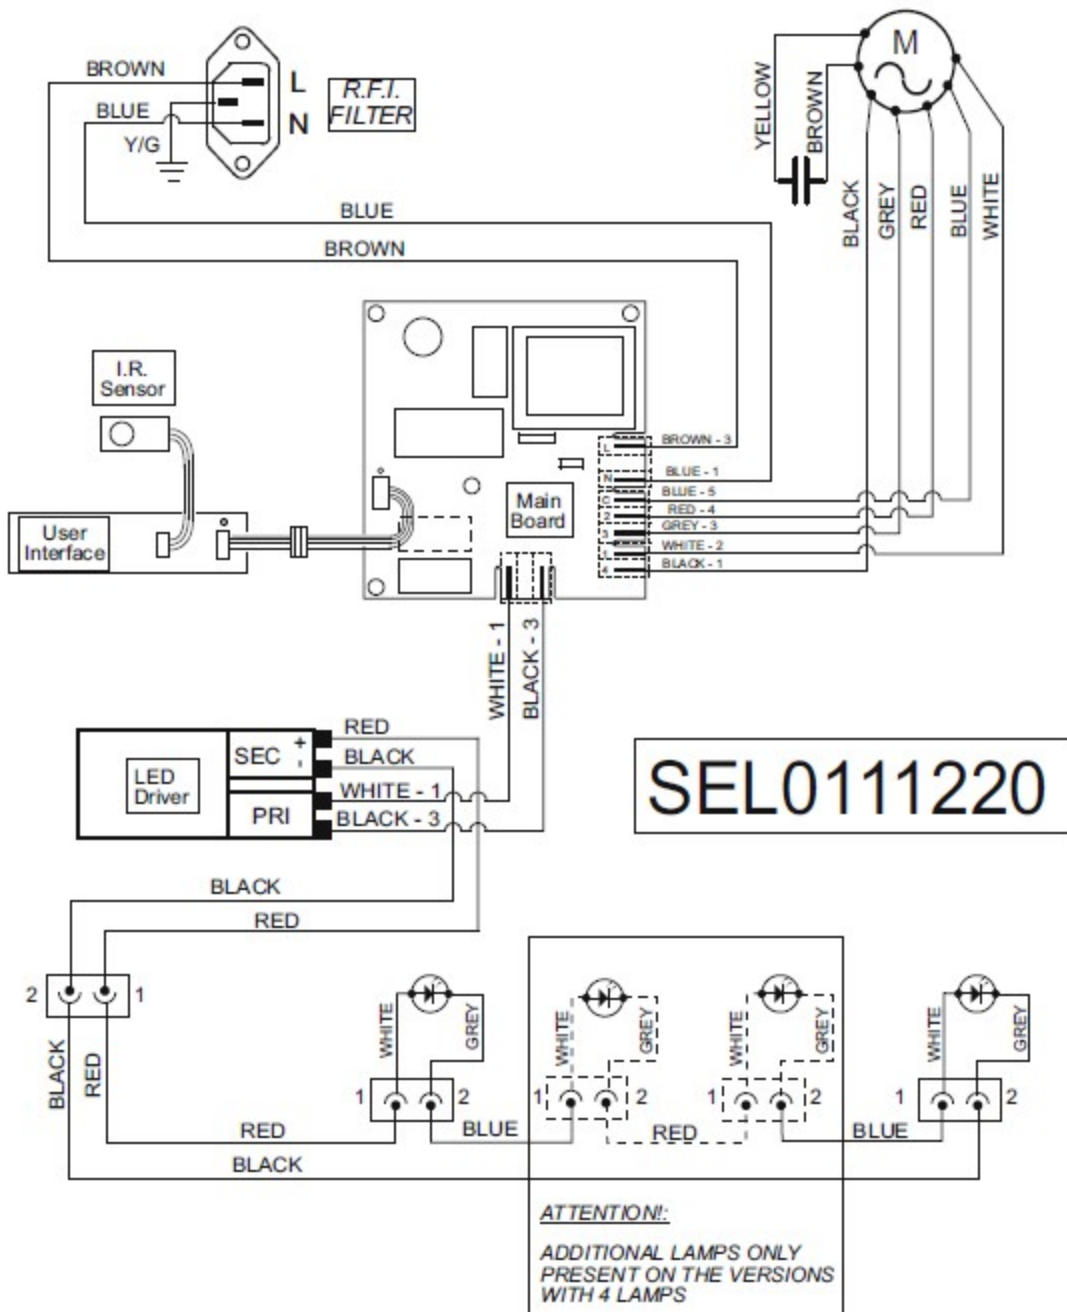 BROWN
L
R.F.I.
FILTER
BLUE
N
Y/G
M
YELLOW
BROWN
BLACK
GREY
RED
BLUE
WHITE
BLUE
BROWN
I.R.
Sensor
User
Interface
Main
Board
L
N
C
2
3
1
4
BROWN - 3
BLUE - 1
BLUE - 5
RED - 4
GREY - 3
WHITE - 2
BLACK - 1
WHITE - 1
BLACK - 3
LED
Driver
SEC + -
PRI
RED
BLACK
WHITE - 1
BLACK - 3
SEL0111220
BLACK
RED
2 1
BLACK
RED
WHITE
GREY
1 2
WHITE
GREY
1 2
WHITE
GREY
1 2
WHITE
GREY
1 2
RED
BLUE
RED
BLUE
BLACK
ATTENTION!:
ADDITIONAL LAMPS ONLY
PRESENT ON THE VERSIONS
WITH 4 LAMPS